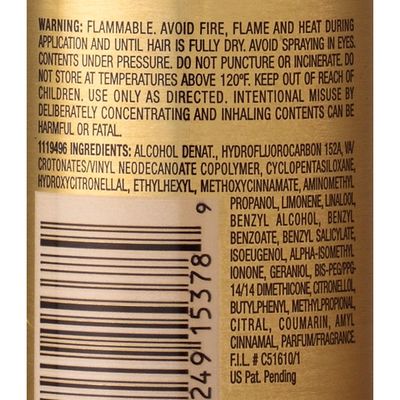 WARNING: FLAMMABLE. AVOID FIRE, FLAME AND HEAT DURING
APPLICATION AND UNTIL HAIR IS FULLY DRY. AVOID SPRAYING IN EYES.
CONTENTS UNDER PRESSURE. DO NOT PUNCTURE OR INCINERATE. DO
NOT STORE AT TEMPERATURES ABOVE 120°F. KEEP OUT OF REACH OF
CHILDREN. USE ONLY AS DIRECTED. INTENTIONAL MISUSE BY
DELIBERATELY CONCENTRATING AND INHALING CONTENTS CAN BE
HARMFUL OR FATAL.
1119496 INGREDIENTS: ALCOHOL DENAT., HYDROFLUOROCARBON 152A, VA/
CROTONATES/VINYL NEODECANOATE COPOLYMER, CYCLOPENTASILOXANE,
HYDROXYCITRONELLAL, ETHYLHEXYL, METHOXYCINNAMATE, AMINOMETHYL
PROPANOL, LIMONENE, LINALOOL,
BENZYL ALCOHOL, BENZYL
BENZOATE, BENZYL SALICYLATE,
ISOEUGENOL, ALPHA-ISOMETHYL
IONONE, GERANIOL, BIS-PEG/PPG-
14/14 DIMETHICONE, CITRONELLOL,
BUTYLPHENYL, METHYLPROPIONAL,
CITRAL, COUMARIN, AMYL
CINNAMAL, PARFUM/FRAGRANCE.
F.I.L. # C51610/1
US Pat. Pending
249 15378 9